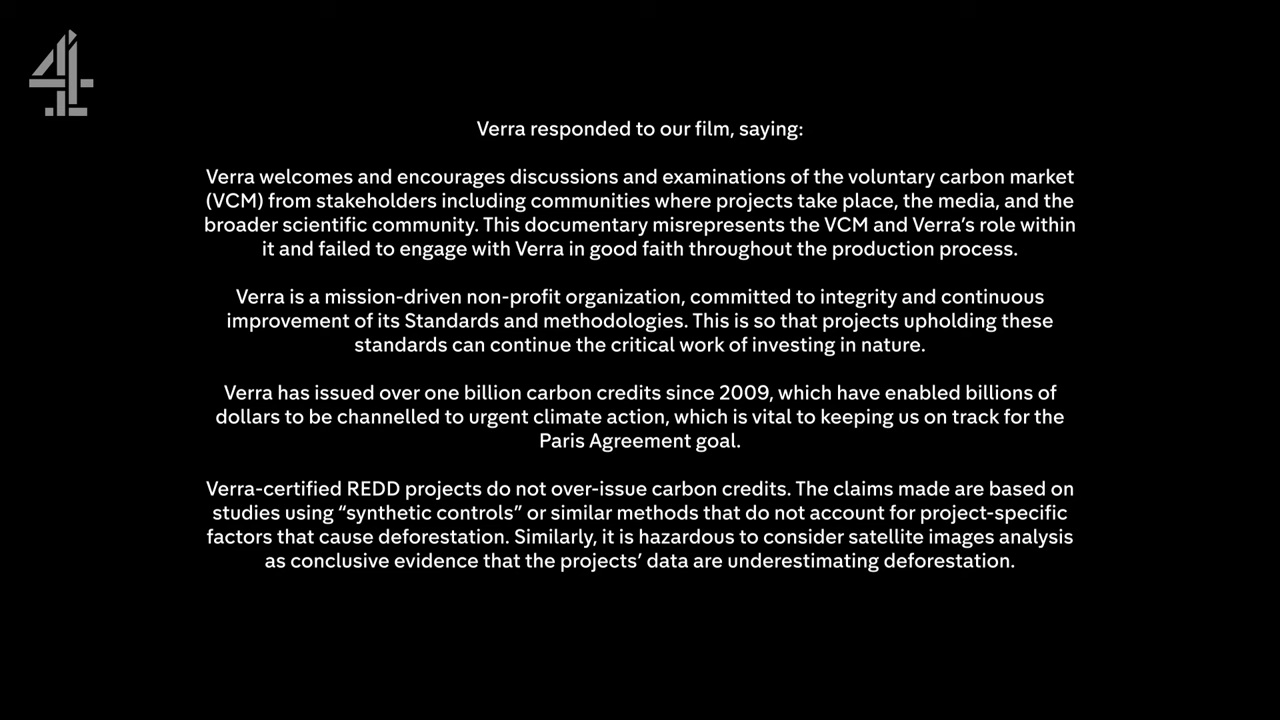 4
Verra responded to our film, saying:
Verra welcomes and encourages discussions and examinations of the voluntary carbon market
(VCM) from stakeholders including communities where projects take place, the media, and the
broader scientific community. This documentary misrepresents the VCM and Verra’s role within
it and failed to engage with Verra in good faith throughout the production process.
Verra is a mission-driven non-profit organization, committed to integrity and continuous
improvement of its Standards and methodologies. This is so that projects upholding these
standards can continue the critical work of investing in nature.
Verra has issued over one billion carbon credits since 2009, which have enabled billions of
dollars to be channelled to urgent climate action, which is vital to keeping us on track for the
Paris Agreement goal.
Verra-certified REDD projects do not over-issue carbon credits. The claims made are based on
studies using “synthetic controls” or similar methods that do not account for project-specific
factors that cause deforestation. Similarly, it is hazardous to consider satellite images analysis
as conclusive evidence that the projects’ data are underestimating deforestation.